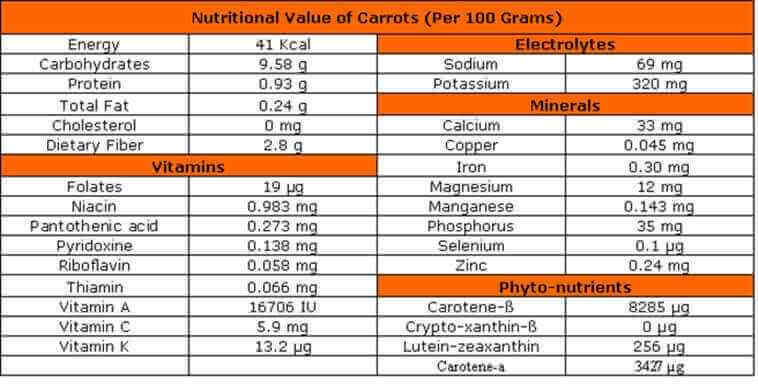 Nutritional Value of Carrots (Per 100 Grams)
Energy 41 Kcal Electrolytes
Carbohydrates 9.58 g Sodium 69 mg
Protein 0.93 g Potassium 320 mg
Total Fat 0.24 g Minerals
Cholesterol 0 mg Calcium 33 mg
Dietary Fiber 2.8 g Copper 0.045 mg
Vitamins Iron 0.30 mg
Folates 19 µg Magnesium 12 mg
Niacin 0.983 mg Manganese 0.143 mg
Pantothenic acid 0.273 mg Phosphorus 35 mg
Pyridoxine 0.138 mg Selenium 0.1 µg
Riboflavin 0.058 mg Zinc 0.24 mg
Thiamin 0.066 mg Phyto-nutrients
Vitamin A 16706 IU Carotene-ß 8285 µg
Vitamin C 5.9 mg Crypto-xanthin-ß 0 µg
Vitamin K 13.2 µg Lutein-zeaxanthin 256 µg
Carotene-a 3427 µg